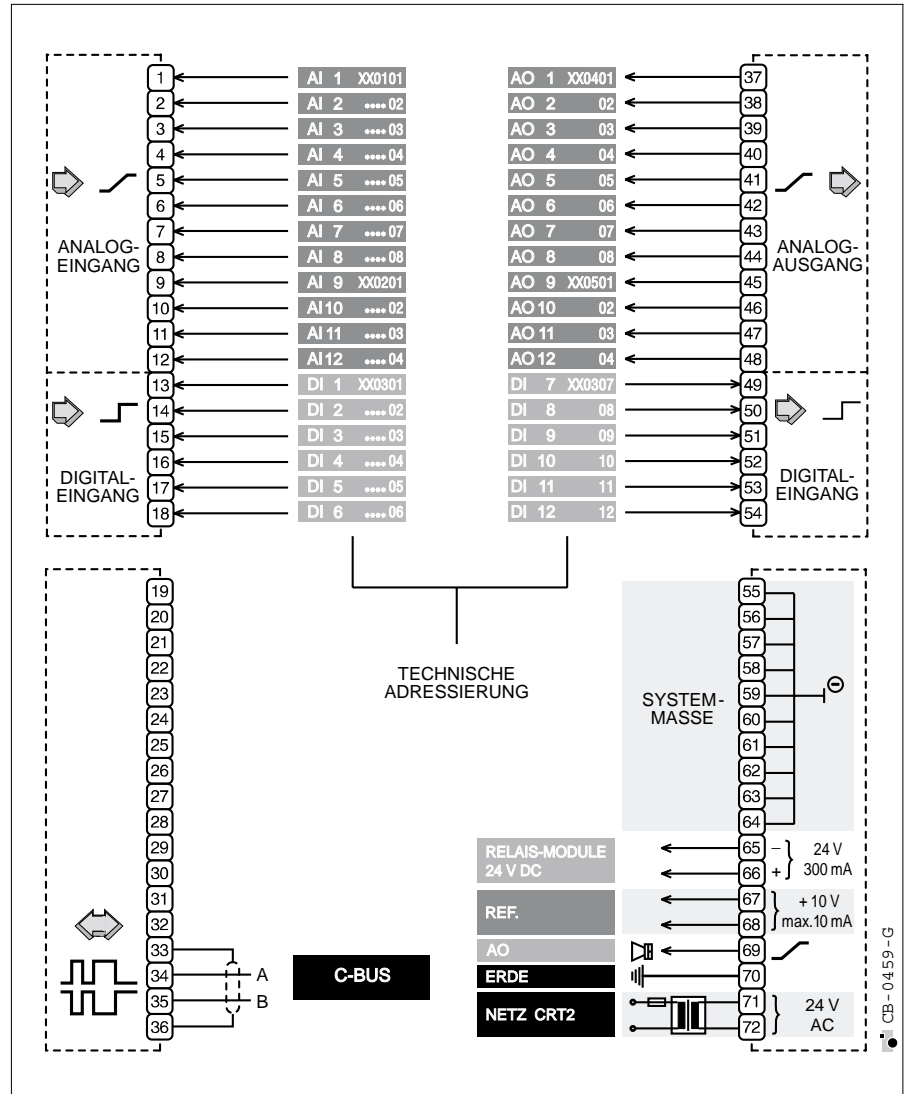 1 AI 1 XX0101
2 AI 2 •••• 02
3 AI 3 •••• 03
4 AI 4 •••• 04
5 AI 5 •••• 05
6 AI 6 •••• 06
7 AI 7 •••• 07
8 AI 8 •••• 08
9 AI 9 XX0201
10 AI 10 •••• 02
11 AI 11 •••• 03
12 AI 12 •••• 04
ANALOG-
EINGANG
13 DI 1 XX0301
14 DI 2 •••• 02
15 DI 3 •••• 03
16 DI 4 •••• 04
17 DI 5 •••• 05
18 DI 6 •••• 06
DIGITAL-
EINGANG
AO 1 XX0401 37
AO 2 02 38
AO 3 03 39
AO 4 04 40
AO 5 05 41
AO 6 06 42
AO 7 07 43
AO 8 08 44
AO 9 XX0501 45
AO 10 02 46
AO 11 03 47
AO 12 04 48
ANALOG-
AUSGANG
DI 7 XX0307 49
DI 8 08 50
DI 9 09 51
DI 10 10 52
DI 11 11 53
DI 12 12 54
DIGITAL-
EINGANG
TECHNISCHE
ADRESSIERUNG
19
20
21
22
23
24
25
26
27
28
29
30
31
32
33
34 A
35 B
36
C-BUS
SYSTEM-
MASSE
55
56
57
58
59
60
61
62
63
64
RELAIS-MODULE
24 V DC
65 –
66 +
24 V
300 mA
REF.
67
68
+ 10 V
max.10 mA
AO 69
ERDE 70
NETZ CRT2
71
72
24 V
AC
CB-0459-G